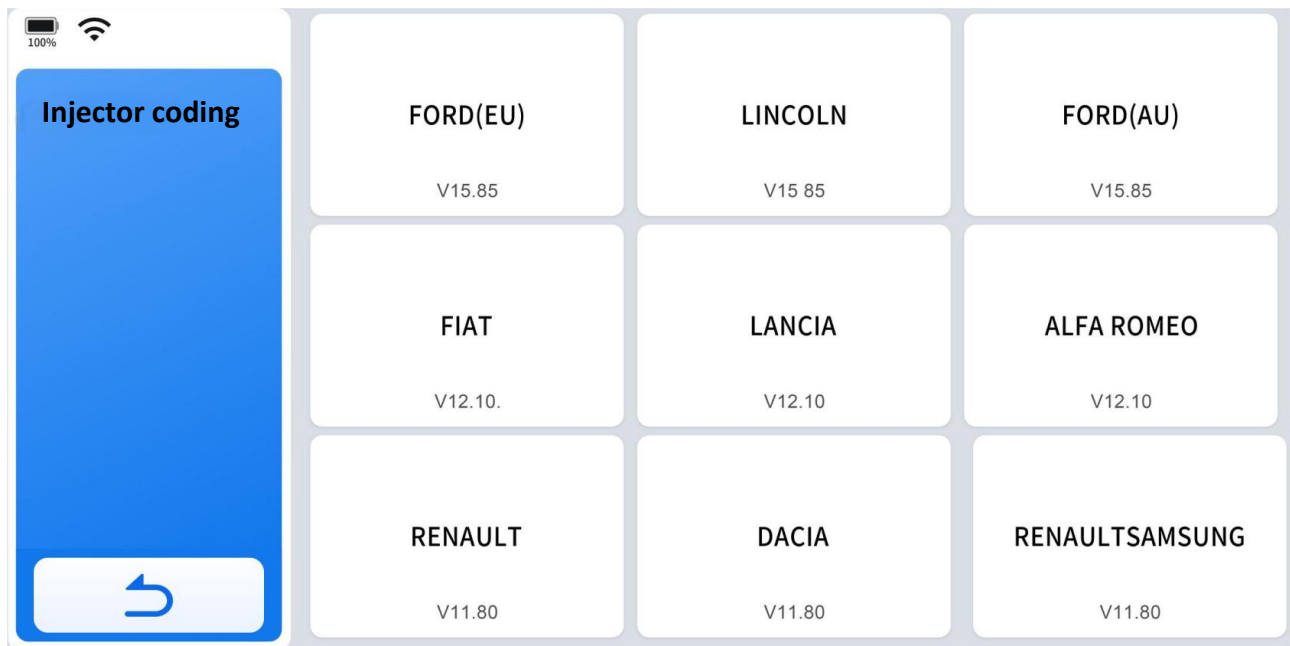 100%
Injector coding
FORD(EU)
V15.85
LINCOLN
V15 85
FORD(AU)
V15.85
FIAT
V12.10.
LANCIA
V12.10
ALFA ROMEO
V12.10
RENAULT
V11.80
DACIA
V11.80
RENAULTSAMSUNG
V11.80